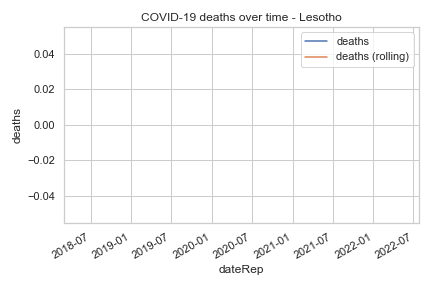 COVID-19 deaths over time - Lesotho
deaths
deaths (rolling)
0.04
0.02
0.00
−0.02
−0.04
deaths
2018-07
2019-01
2019-07
2020-01
2020-07
2021-01
2021-07
2022-01
2022-07
dateRep